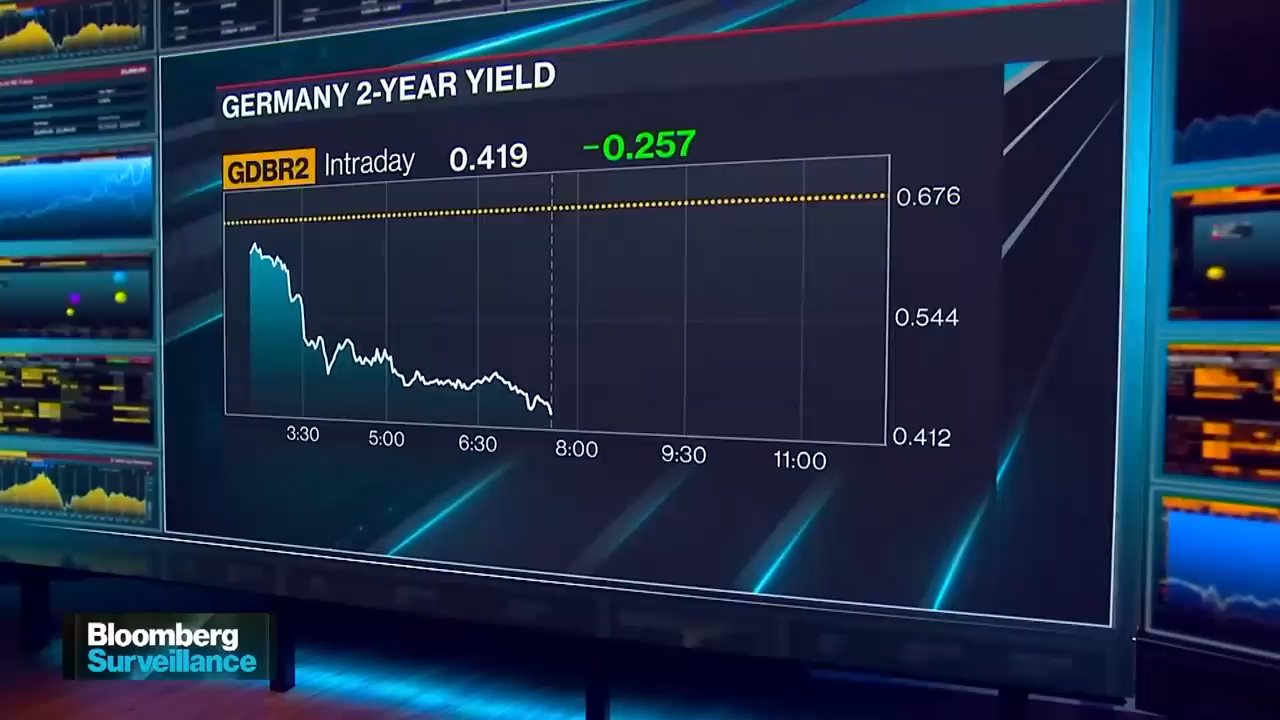 GERMANY 2-YEAR YIELD
GDBR2 Intraday 0.419 -0.257
0.676
0.544
0.412
3:30 5:00 6:30 8:00 9:30 11:00
Bloomberg
Surveillance